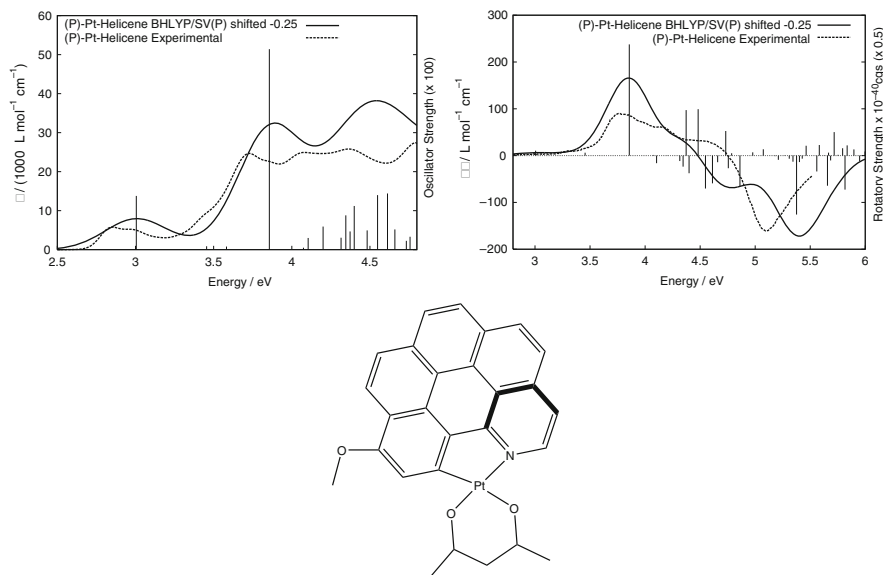 (P)-Pt-Helicene BHLYP/SV(P) shifted -0.25
(P)-Pt-Helicene Experimental
60
50
40
30
20
10
0
2.5 3 3.5 4 4.5
Energy / eV
□ / (1000 L mol⁻¹ cm⁻¹)
Oscillator Strength (x 100)
(P)-Pt-Helicene BHLYP/SV(P) shifted -0.25
(P)-Pt-Helicene Experimental
300
200
100
0
−100
−200
3 3.5 4 4.5 5 5.5 6
Energy / eV
□□/ L mol⁻¹ cm⁻¹
Rotatory Strength x 10⁻⁴⁰cgs (x 0.5)
O
N
Pt
O
O